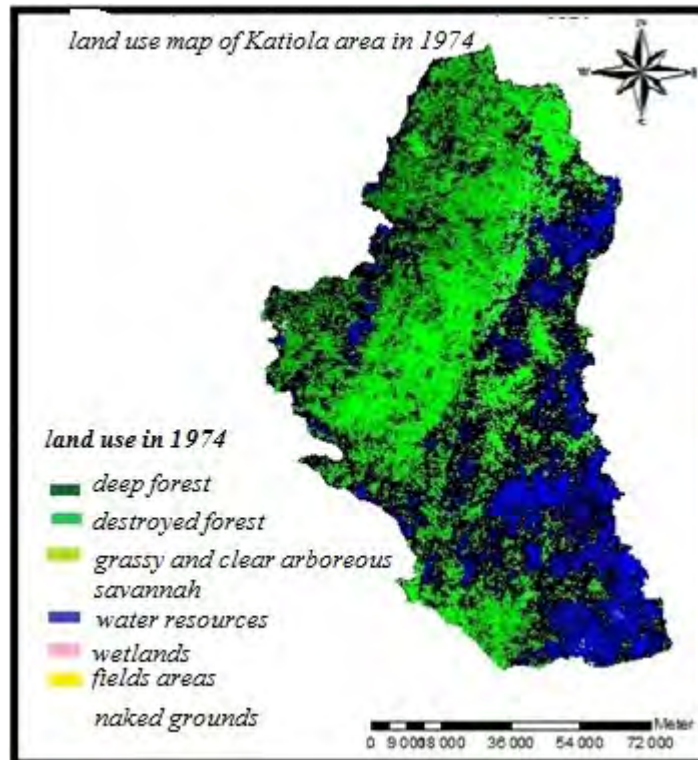 land use map of Katiola area in 1974
land use in 1974
deep forest
destroyed forest
grassy and clear arboreous
savannah
water resources
wetlands
fields areas
naked grounds
Meter
0 9 000 18 000 36 000 54 000 72 000